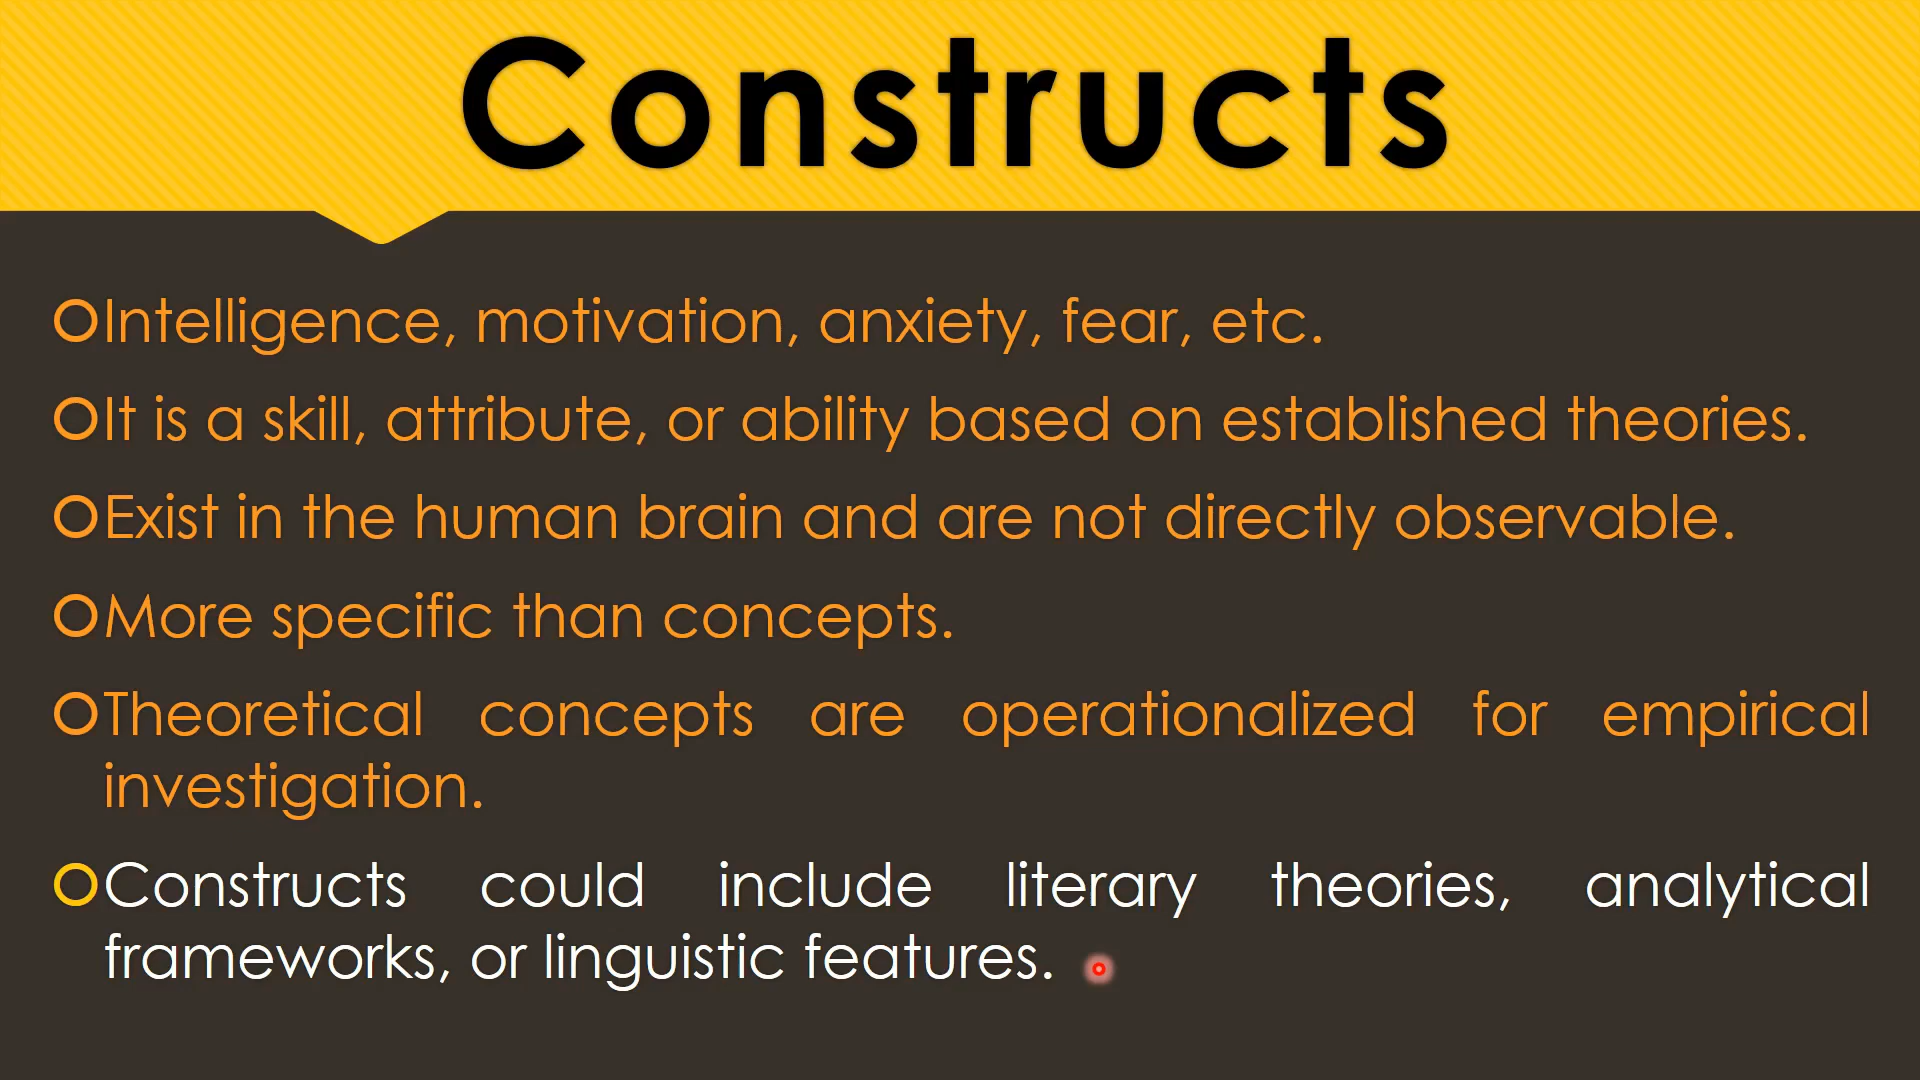 Constructs
Intelligence, motivation, anxiety, fear, etc.
It is a skill, attribute, or ability based on established theories.
Exist in the human brain and are not directly observable.
More specific than concepts.
Theoretical concepts are operationalized for empirical
investigation.
Constructs could include literary theories, analytical
frameworks, or linguistic features.